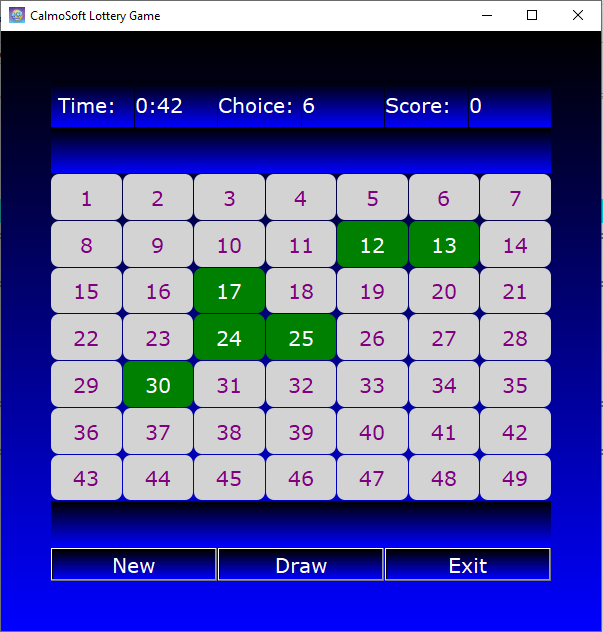 CalmoSoft Lottery Game
Time: 0:42 Choice: 6 Score: 0
1 2 3 4 5 6 7
8 9 10 11 12 13 14
15 16 17 18 19 20 21
22 23 24 25 26 27 28
29 30 31 32 33 34 35
36 37 38 39 40 41 42
43 44 45 46 47 48 49
New Draw Exit